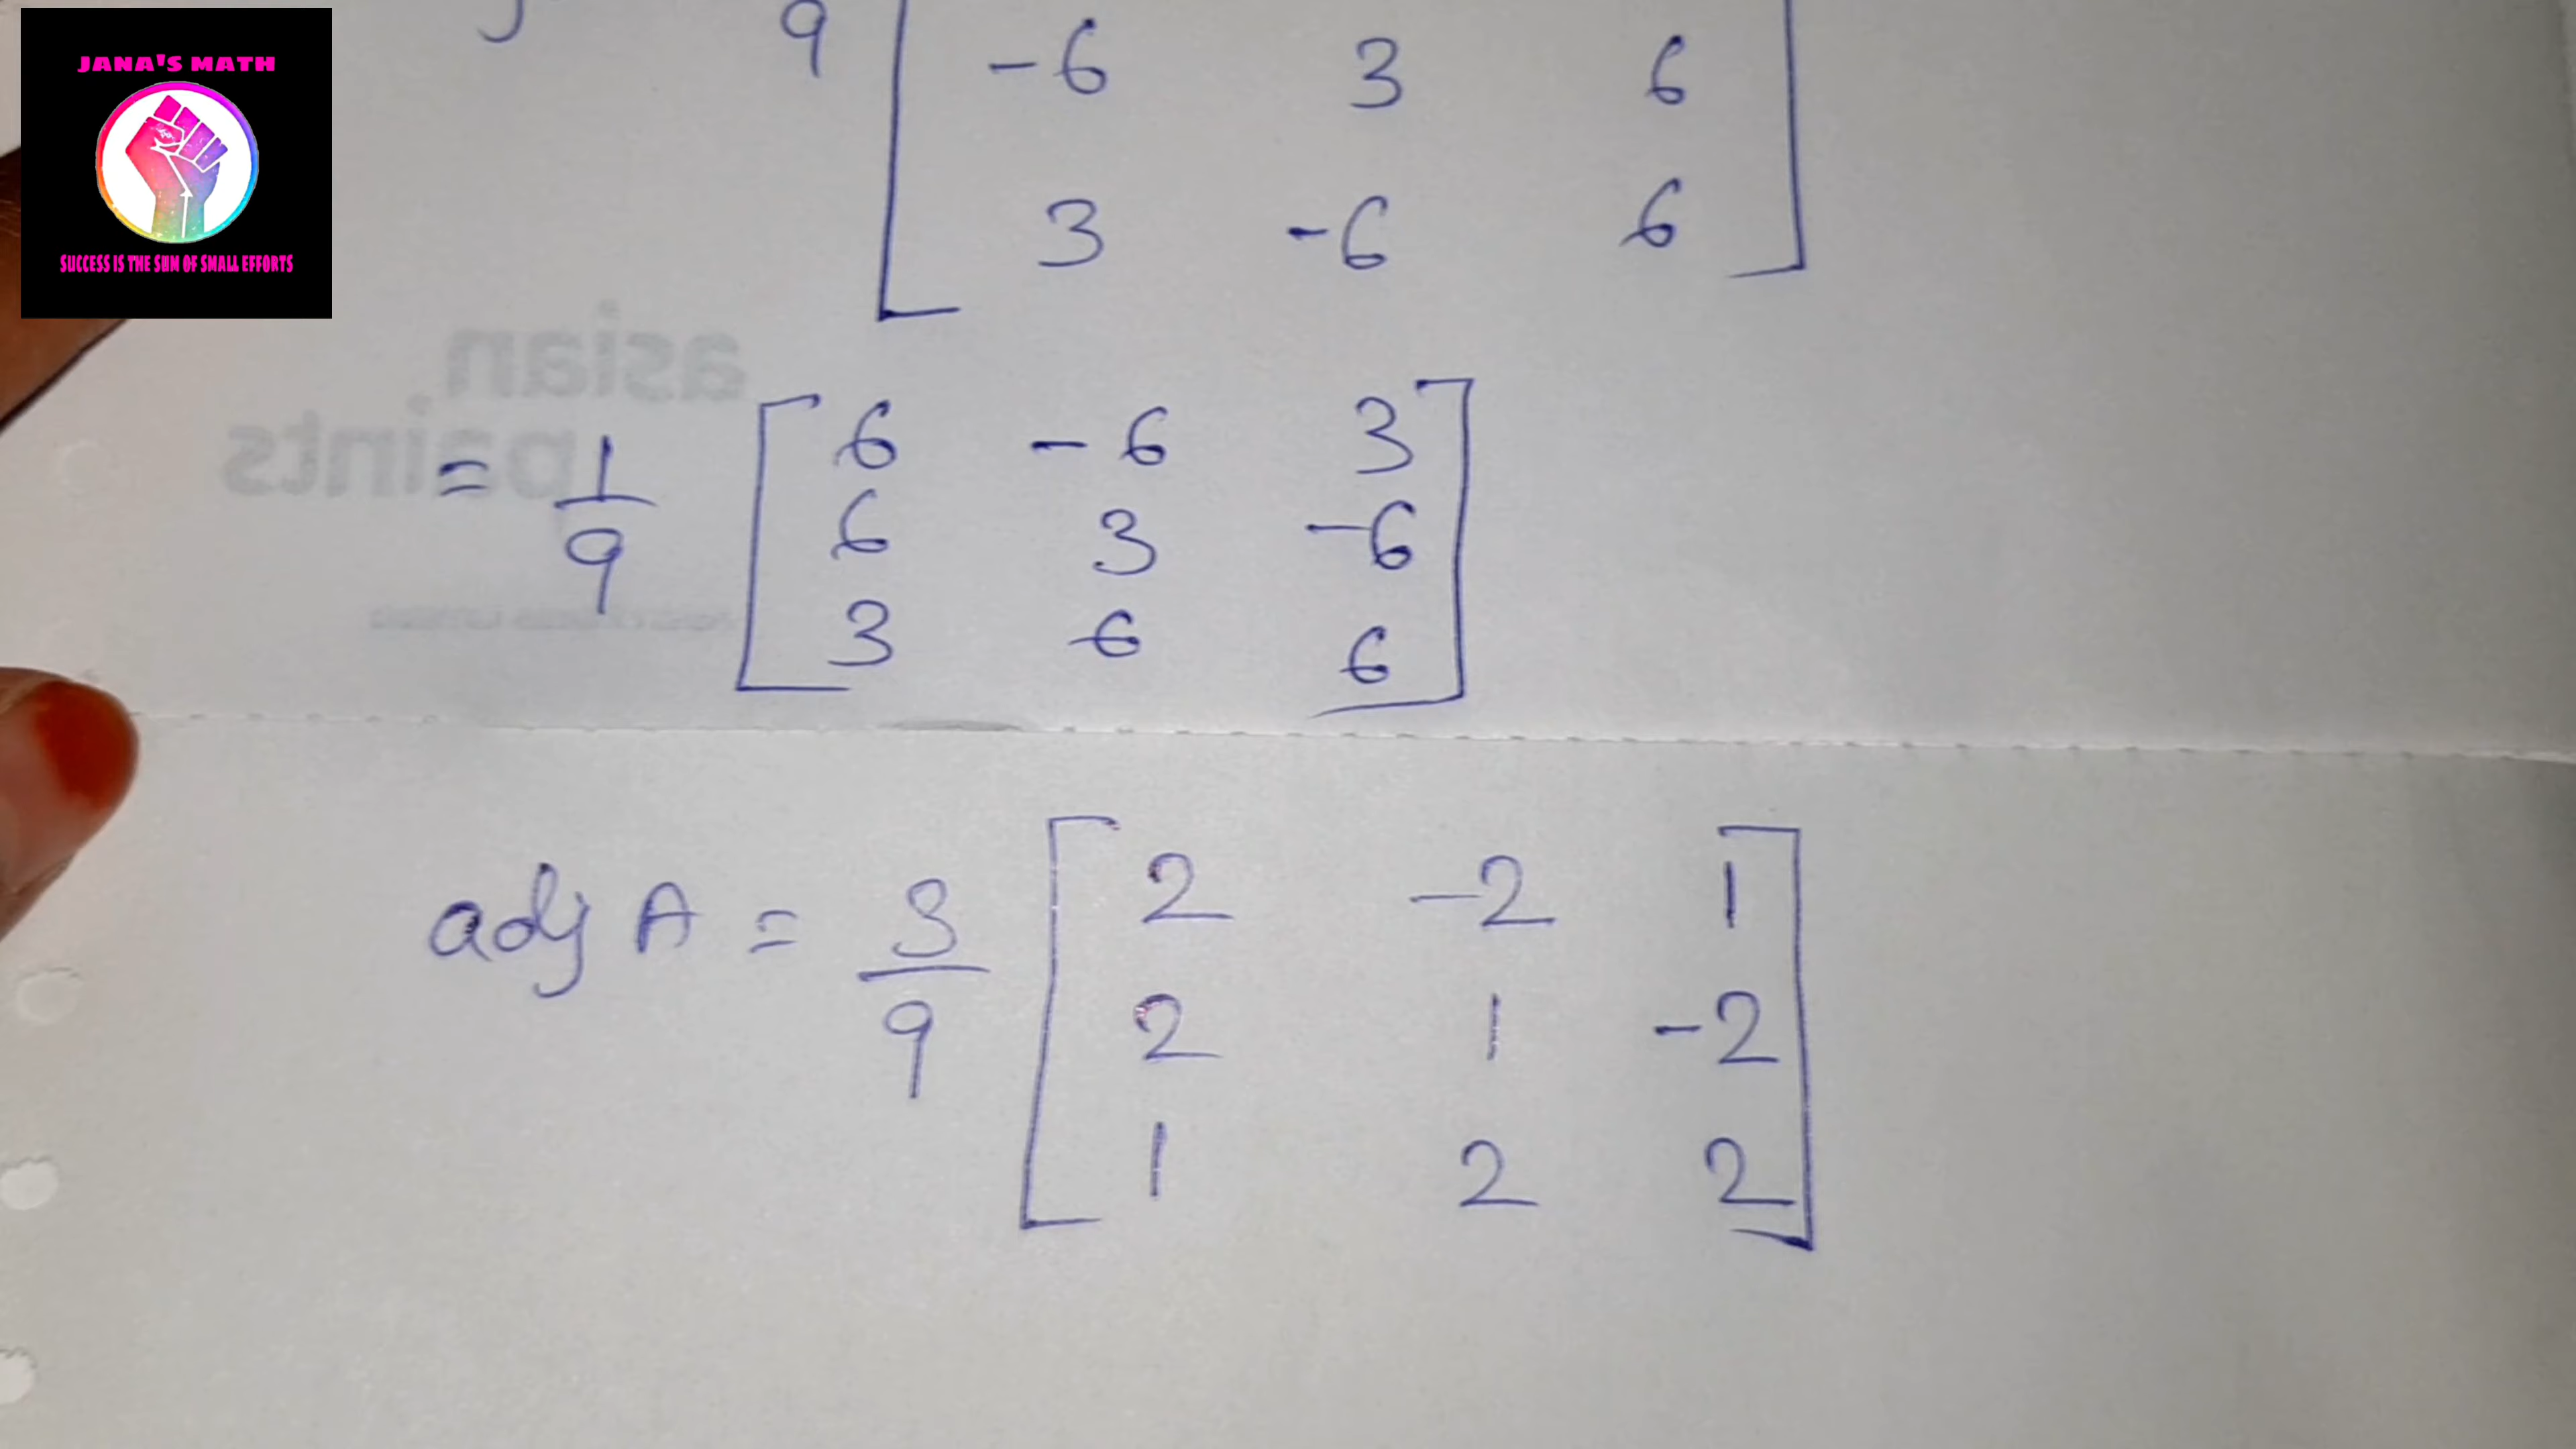 JANA'S MATH
SUCCESS IS THE SUM OF SMALL EFFORTS
9 [ -6 3 6
3 -6 6 ]
asian
paints
= 1/9 [ 6 -6 3
6 3 -6
3 6 6 ]
adj A = 3/9 [ 2 -2 1
2 1 -2
1 2 2 ]